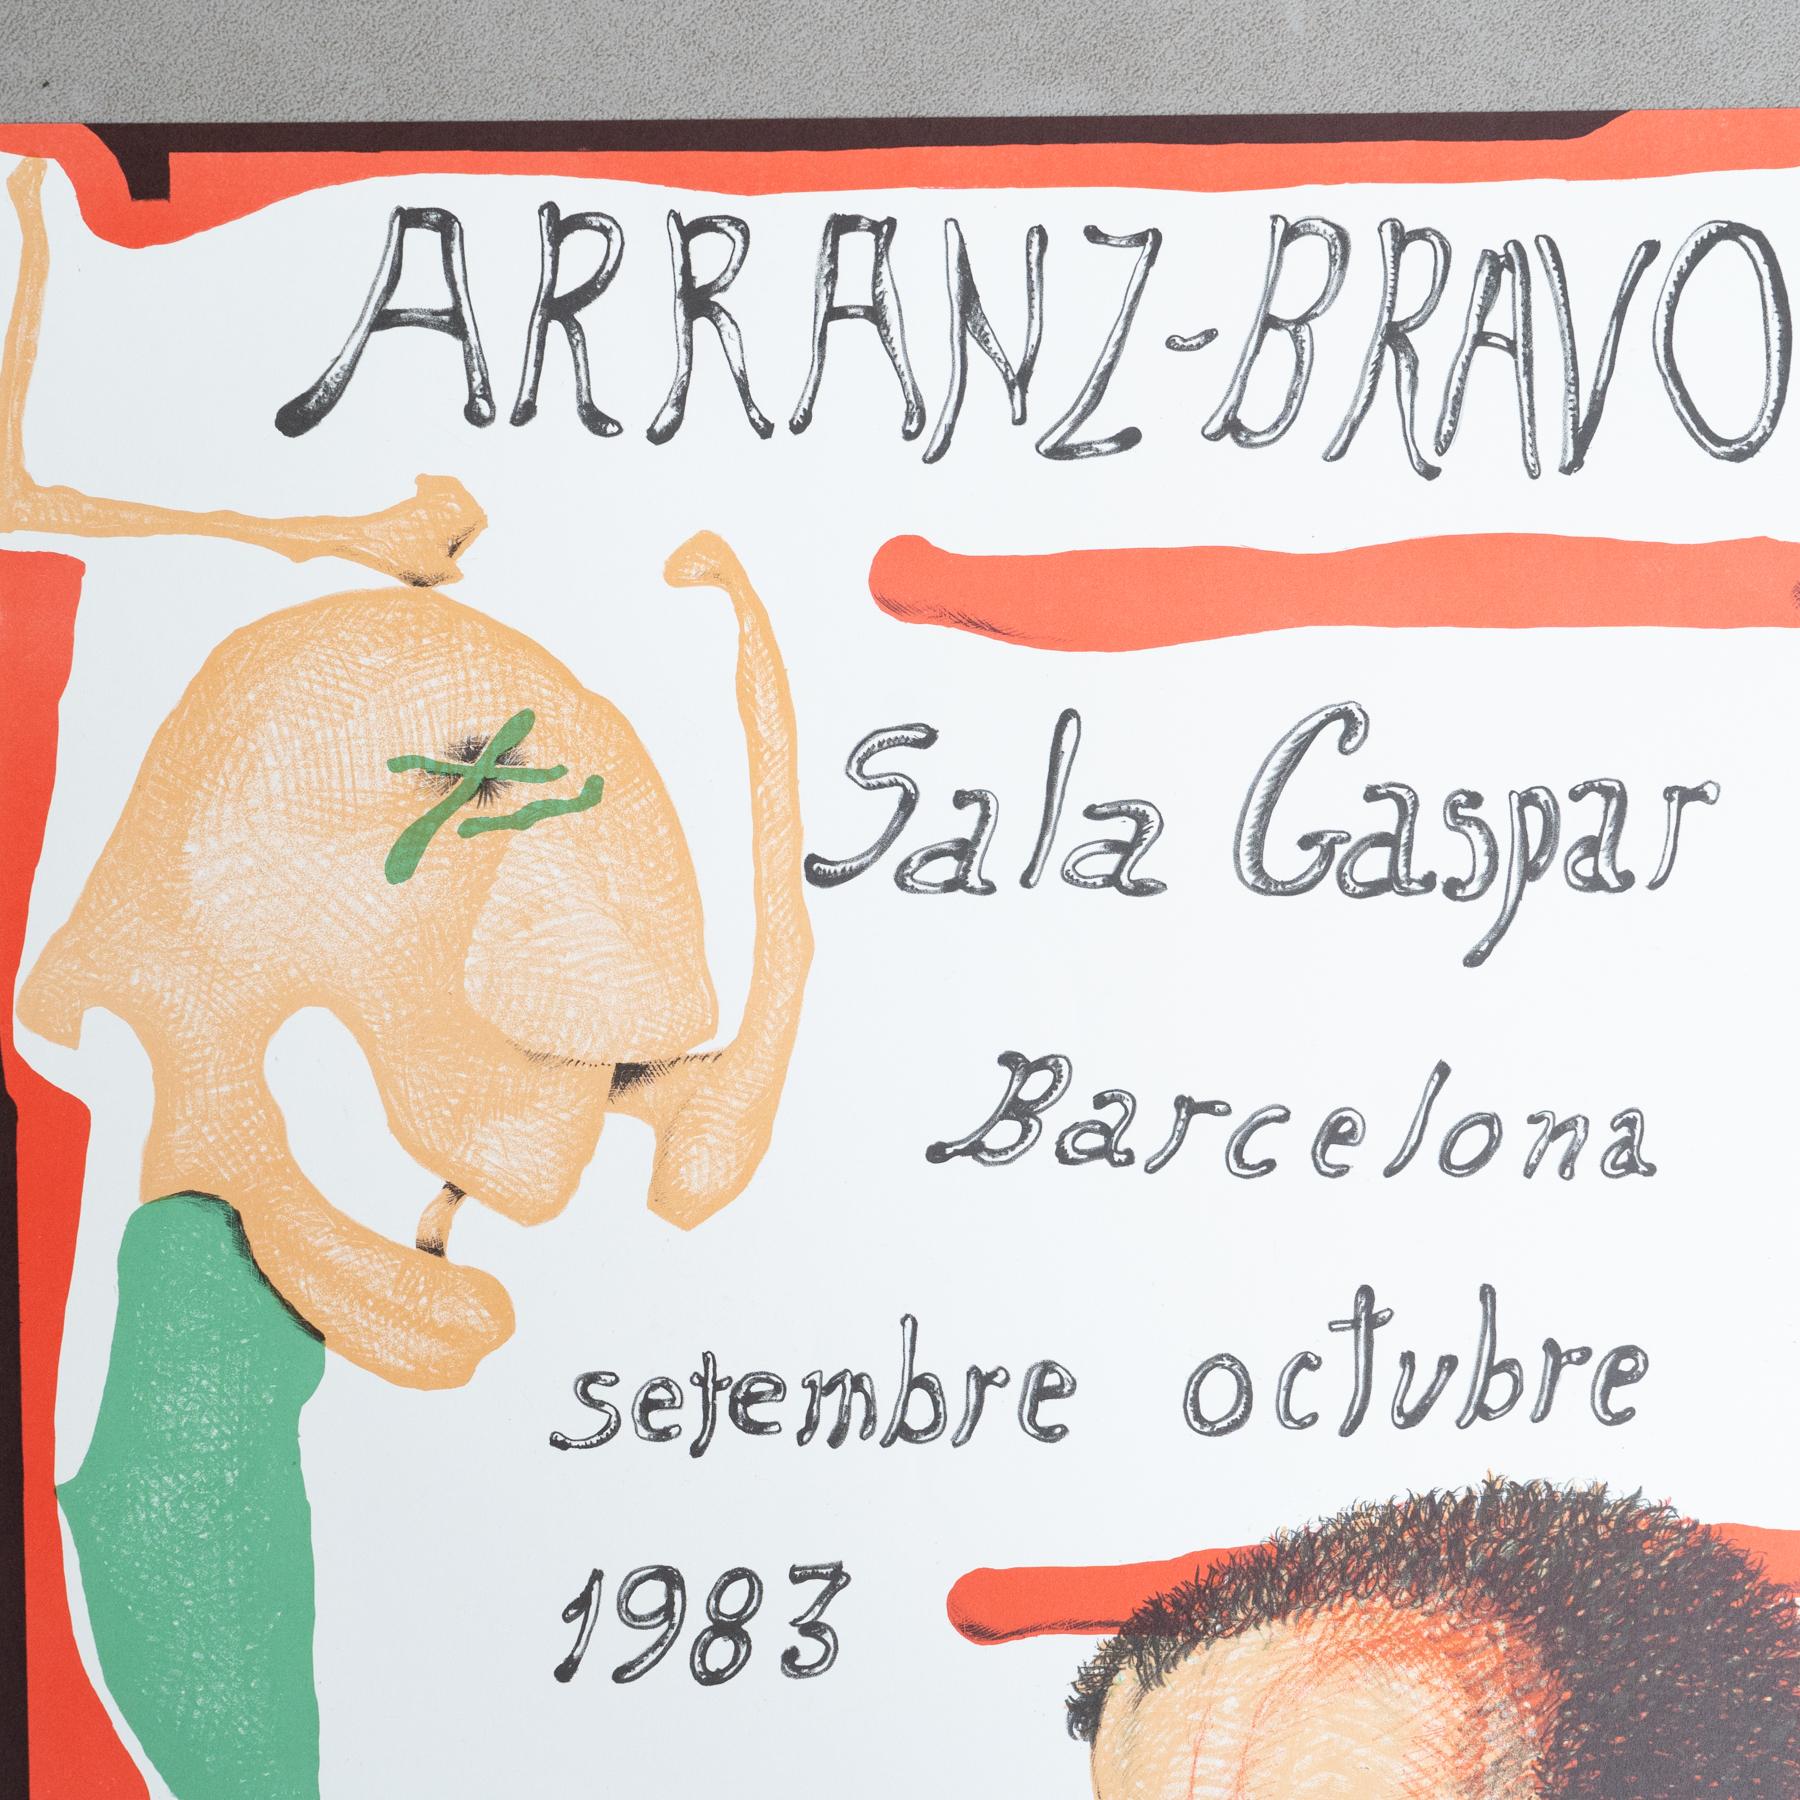 ARRANZ-BRAVO
Sala Gaspar
Barcelona
setembre octubre
1983